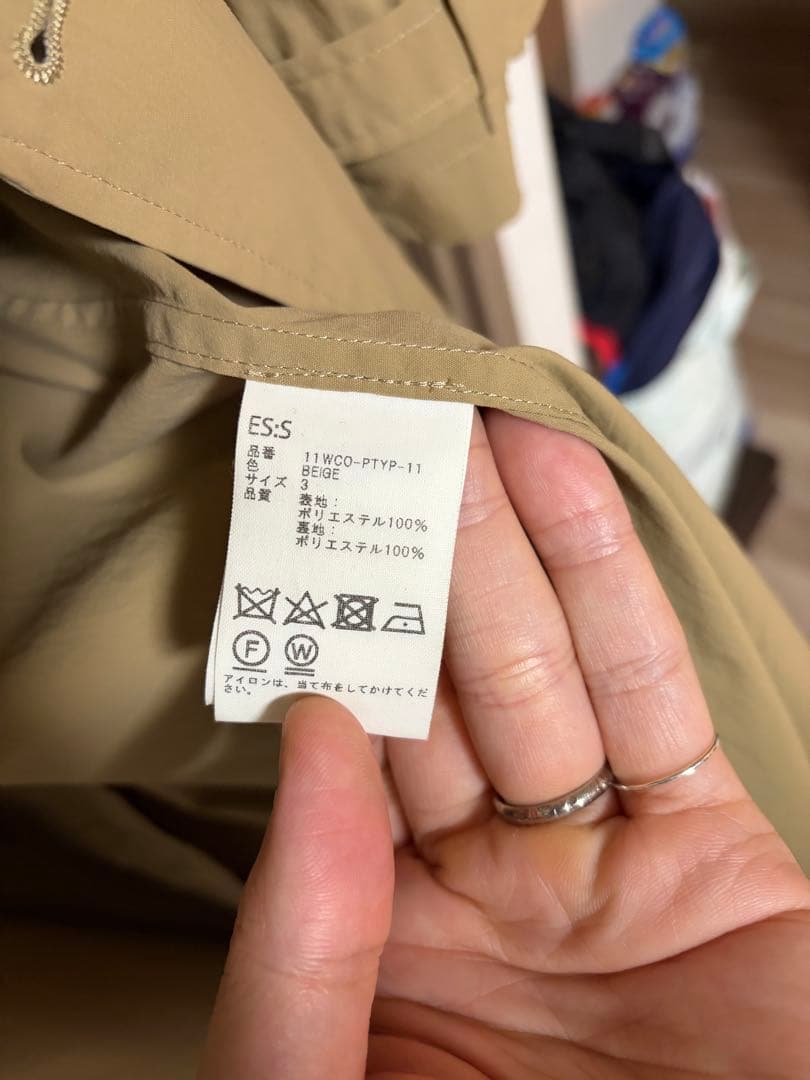 ES:S
品番 11WCO-PTYP-11
色 BEIGE
サイズ 3
品質 表地:
ポリエステル100%
裏地:
ポリエステル100%
F W
アイロンは、当て布をしてかけてくだ
さい。